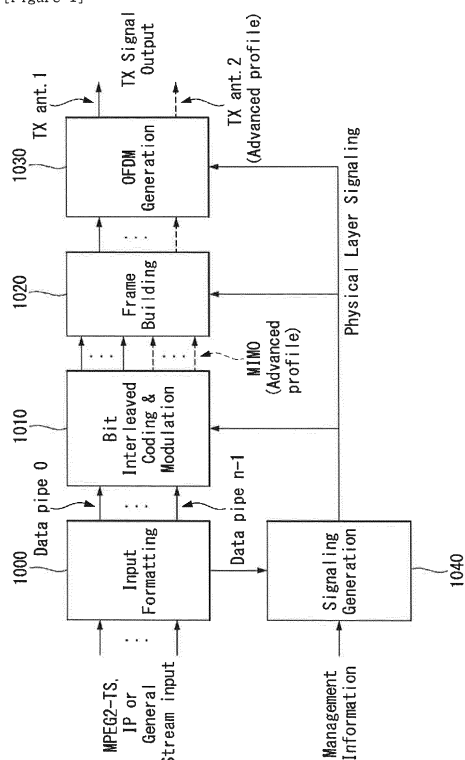 [Figure 1]
MPEG2-TS,
IP or
General
Stream input
1000
Input
Formatting
Data pipe 0
Data pipe n-1
1010
Bit
Interleaved
Coding &
Modulation
MIMO
(Advanced
profile)
1020
Frame
Building
1030
OFDM
Generation
TX ant.1
TX Signal
Output
TX ant.2
(Advanced profile)
Management
Information
Signaling
Generation
1040
Physical Layer Signaling